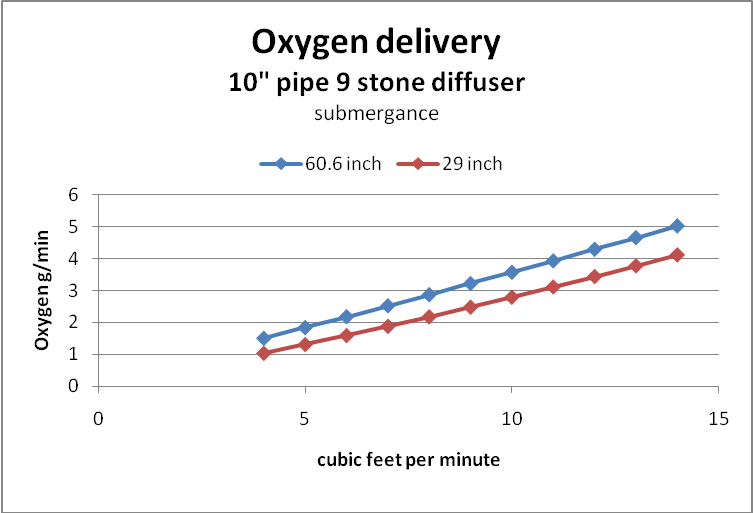 Oxygen delivery
10" pipe 9 stone diffuser
submergance
60.6 inch 29 inch
6
5
4
3
2
1
0
Oxygen g/min
0 5 10 15
cubic feet per minute